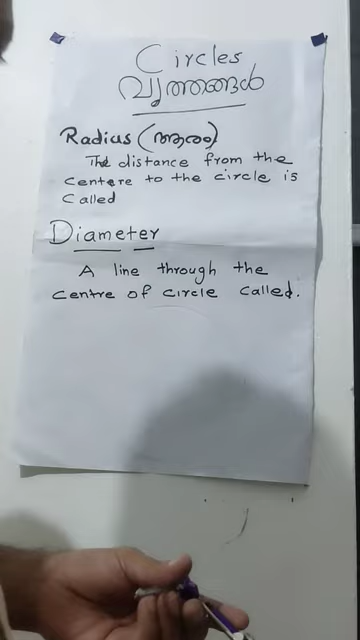 Circles
വൃത്തങ്ങൾ
Radius (ആരം)
The distance from the
centere to the circle is
called
Diameter
A line through the
centre of circle called.